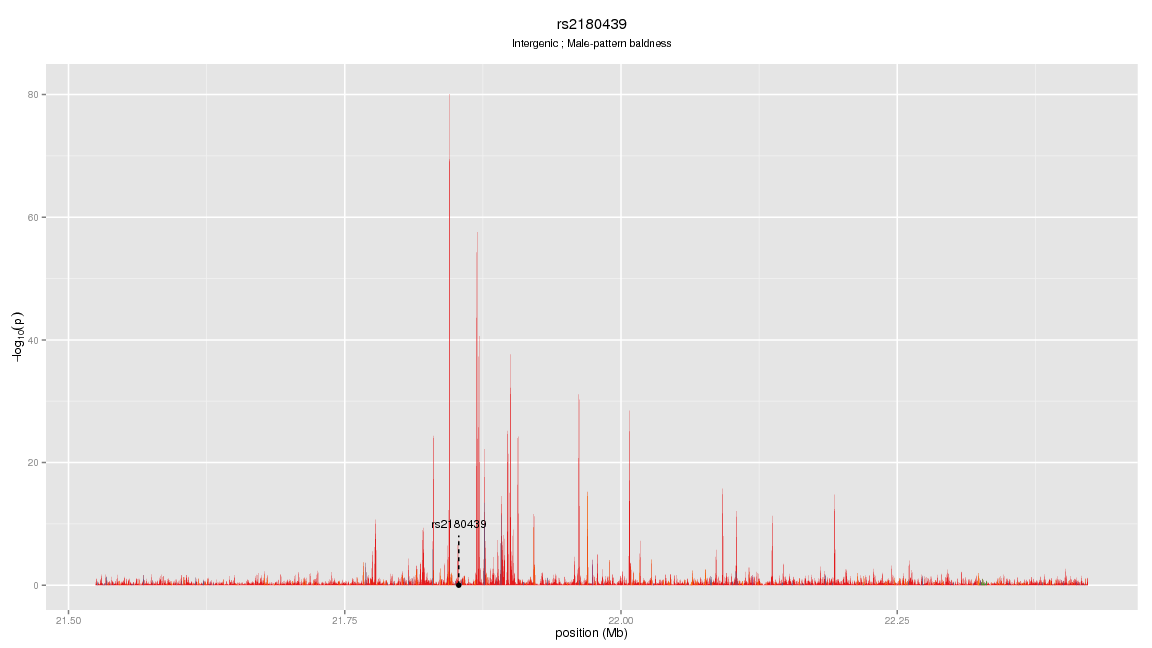 rs2180439
Intergenic ; Male-pattern baldness
80
60
40
20
0
−log10(p)
rs2180439
21.50
21.75
22.00
22.25
position (Mb)